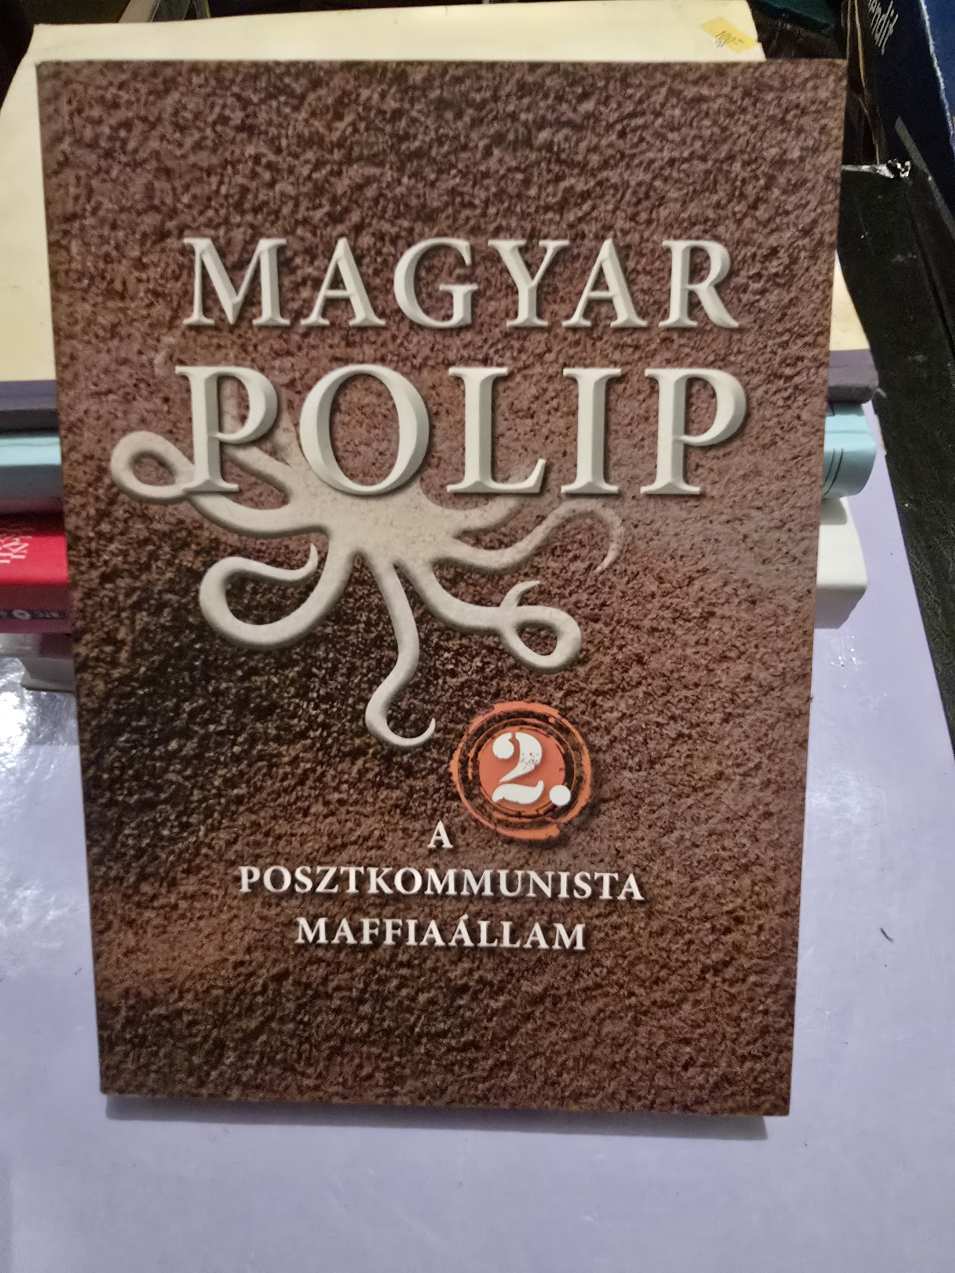 MAGYAR
POLIP
2.
A
POSZTKOMMUNISTA
MAFFIAÁLLAM